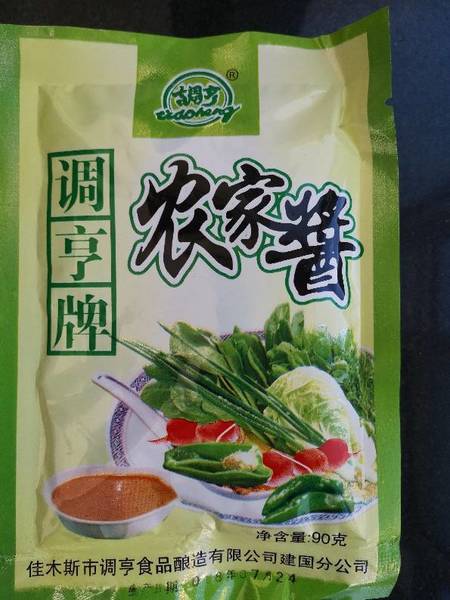 调亨
tiaoheng
®
调亨牌
农家醬
净含量:90克
佳木斯市调亨食品酿造有限公司建国分公司